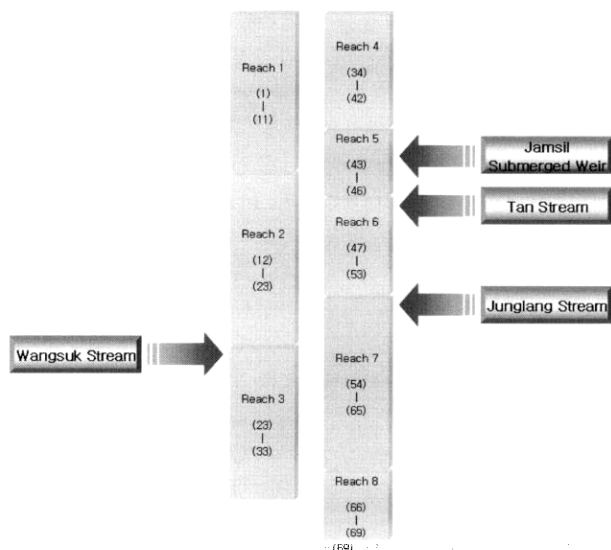 Reach 1
(1)
|
(11)
Reach 2
(12)
|
(23)
Wangsuk Stream
Reach 3
(23)
|
(33)
Reach 4
(34)
|
(42)
Reach 5
(43)
|
(46)
Jamsil
Submerged Weir
Tan Stream
Reach 6
(47)
|
(53)
Junglang Stream
Reach 7
(54)
|
(65)
Reach 8
(66)
|
(69)
(69)